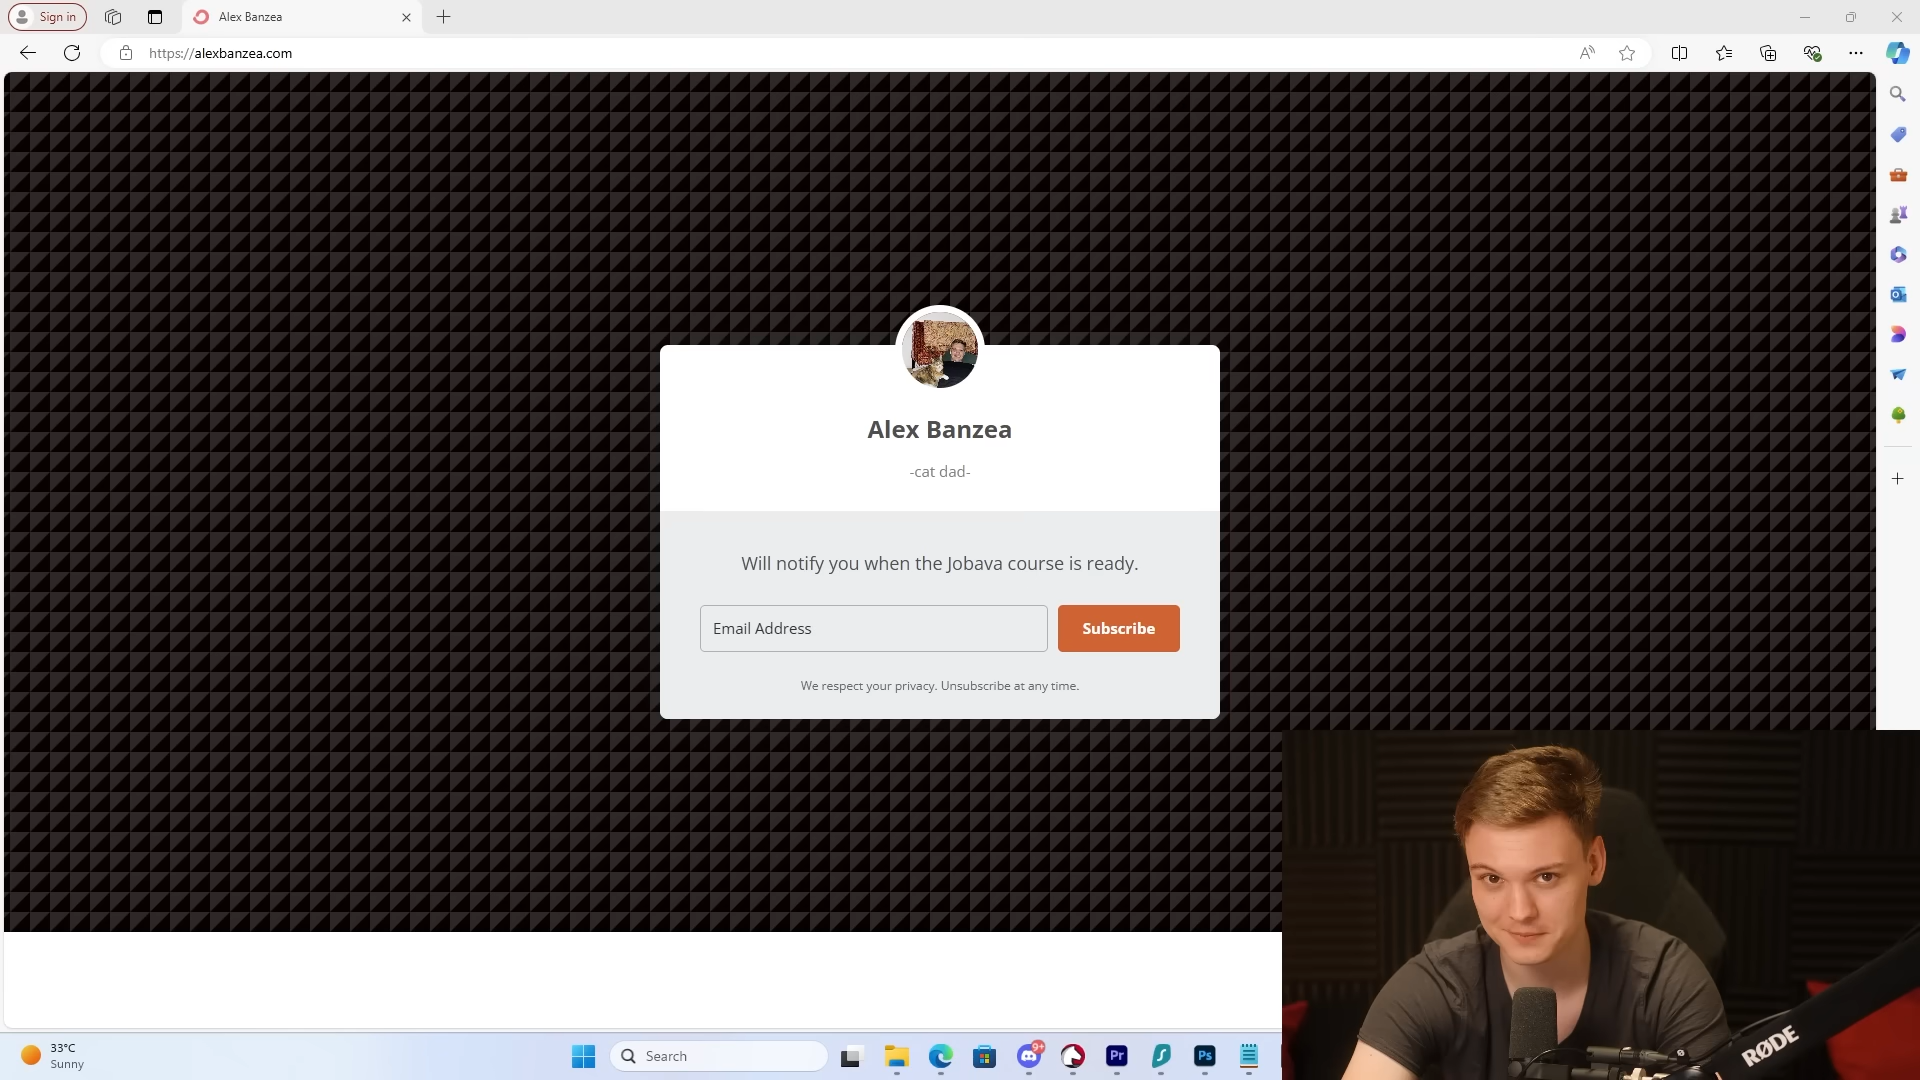 Sign in
Alex Banzea
https://alexbanzea.com
Alex Banzea
-cat dad-
Will notify you when the Jobava course is ready.
Email Address
Subscribe
We respect your privacy. Unsubscribe at any time.
33°C
Sunny
Search
9+
Pr
Ps
RØDE